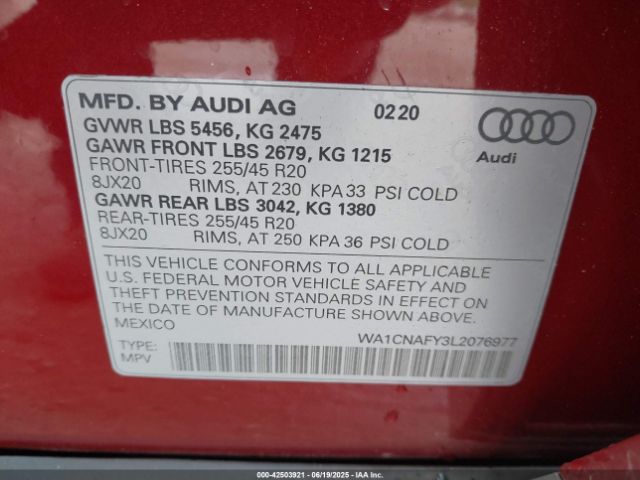 MFD. BY AUDI AG 0220
GVWR LBS 5456, KG 2475
GAWR FRONT LBS 2679, KG 1215
Audi
FRONT-TIRES 255/45 R20
8JX20 RIMS, AT 230 KPA 33 PSI COLD
GAWR REAR LBS 3042, KG 1380
REAR-TIRES 255/45 R20
8JX20 RIMS, AT 250 KPA 36 PSI COLD
THIS VEHICLE CONFORMS TO ALL APPLICABLE
U.S. FEDERAL MOTOR VEHICLE SAFETY AND
THEFT PREVENTION STANDARDS IN EFFECT ON
THE DATE OF MANUFACTURE SHOWN ABOVE.
MEXICO
WA1CNAFY3L2076977
TYPE:
MPV
000-42503921 - 06/19/2025 - IAAI.COM